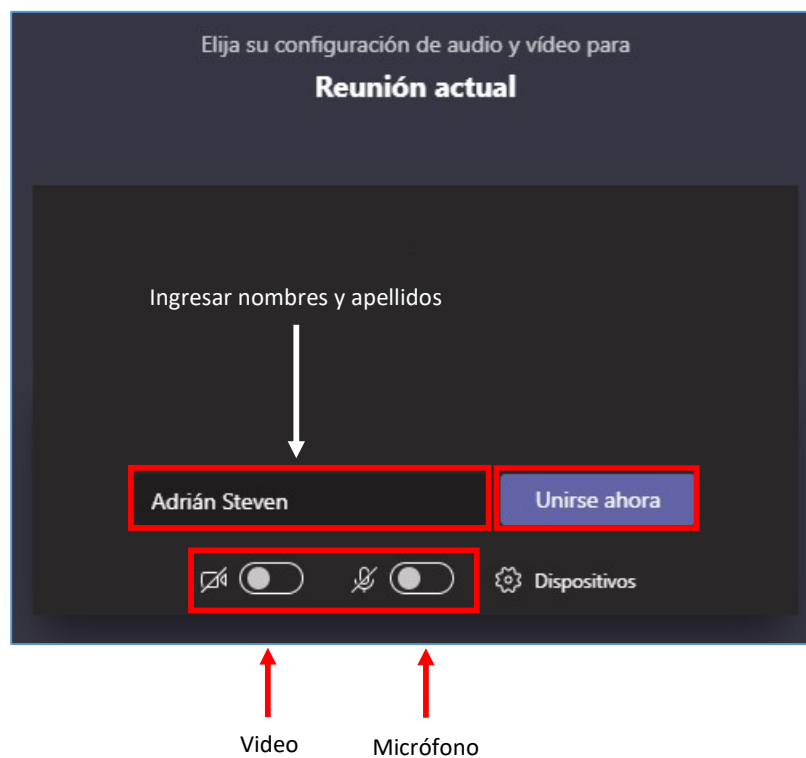 Elija su configuración de audio y vídeo para
Reunión actual
Ingresar nombres y apellidos
Adrián Steven
Unirse ahora
Dispositivos
Video
Micrófono